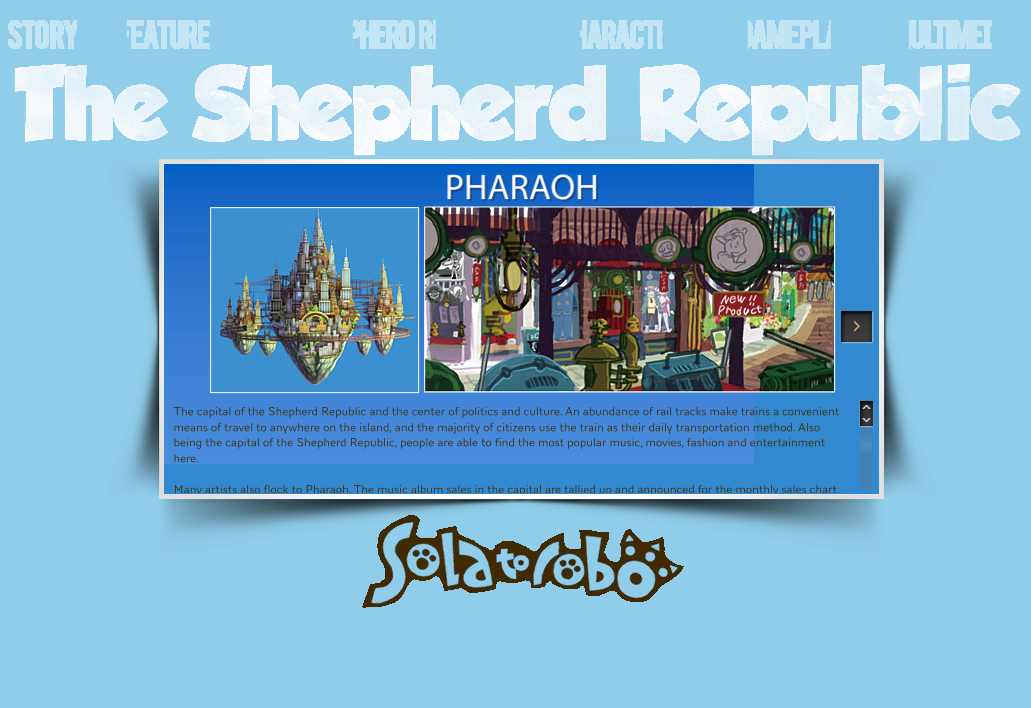 STORY FEATURE PHERD R HARACTE GAMEPLA ULTIMED
The Shepherd Republic
PHARAOH
New!!
Product
The capital of the Shepherd Republic and the center of politics and culture. An abundance of rail tracks make trains a convenient
means of travel to anywhere on the island, and the majority of citizens use the train as their daily transportation method. Also
being the capital of the Shepherd Republic, people are able to find the most popular music, movies, fashion and entertainment
here.
Many artists also flock to Pharaoh. The music album sales in the capital are tallied up and announced for the monthly sales chart.
Solatorobo